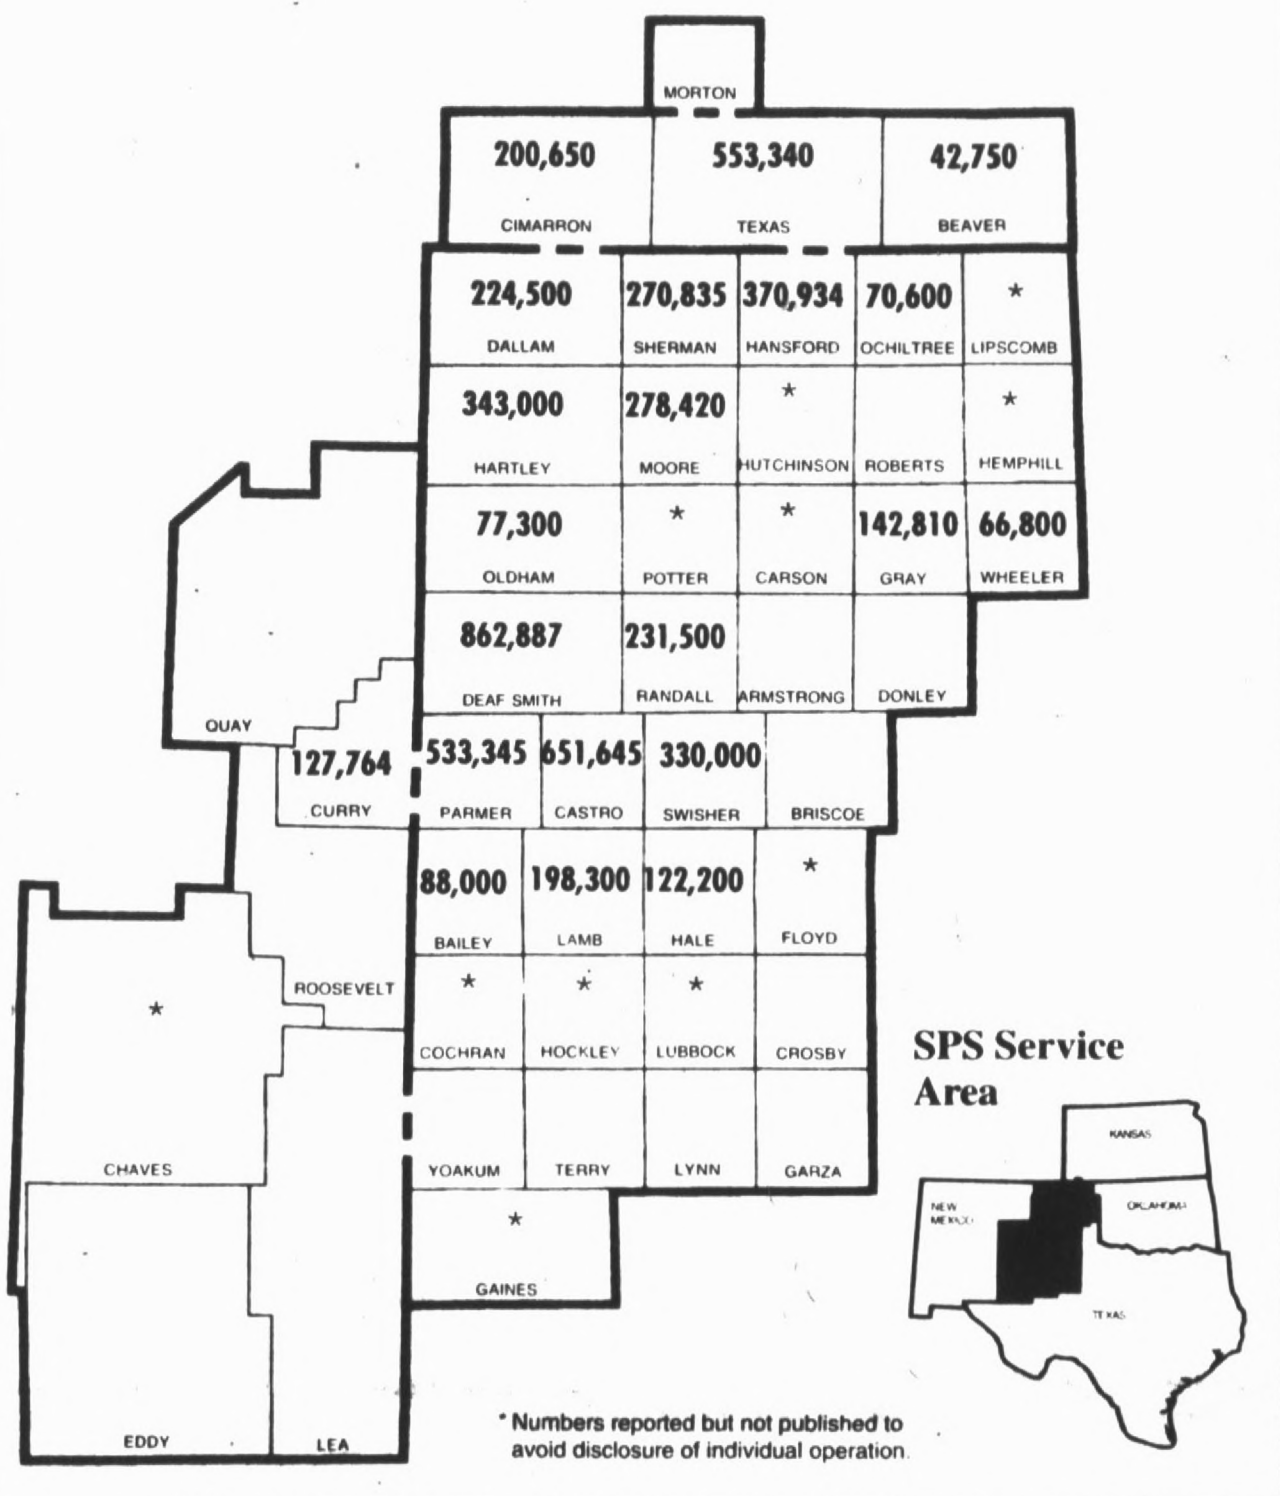 MORTON
200,650 553,340 42,750
CIMARRON TEXAS BEAVER
224,500 270,835 370,934 70,600 *
DALLAM SHERMAN HANSFORD OCHILTREE LIPSCOMB
343,000 278,420 * *
HARTLEY MOORE HUTCHINSON ROBERTS HEMPHILL
77,300 * * 142,810 66,800
OLDHAM POTTER CARSON GRAY WHEELER
862,887 231,500
DEAF SMITH RANDALL ARMSTRONG DONLEY
QUAY
127,764 533,345 651,645 330,000
CURRY PARMER CASTRO SWISHER BRISCOE
88,000 198,300 122,200 *
BAILEY LAMB HALE FLOYD
ROOSEVELT
* * * *
COCHRAN HOCKLEY LUBBOCK CROSBY
CHAVES YOAKUM TERRY LYNN GARZA
*
GAINES
EDDY LEA
SPS Service
Area
KANSAS
NEW
MEXICO
OKLAHOMA
TEXAS
* Numbers reported but not published to
avoid disclosure of individual operation.